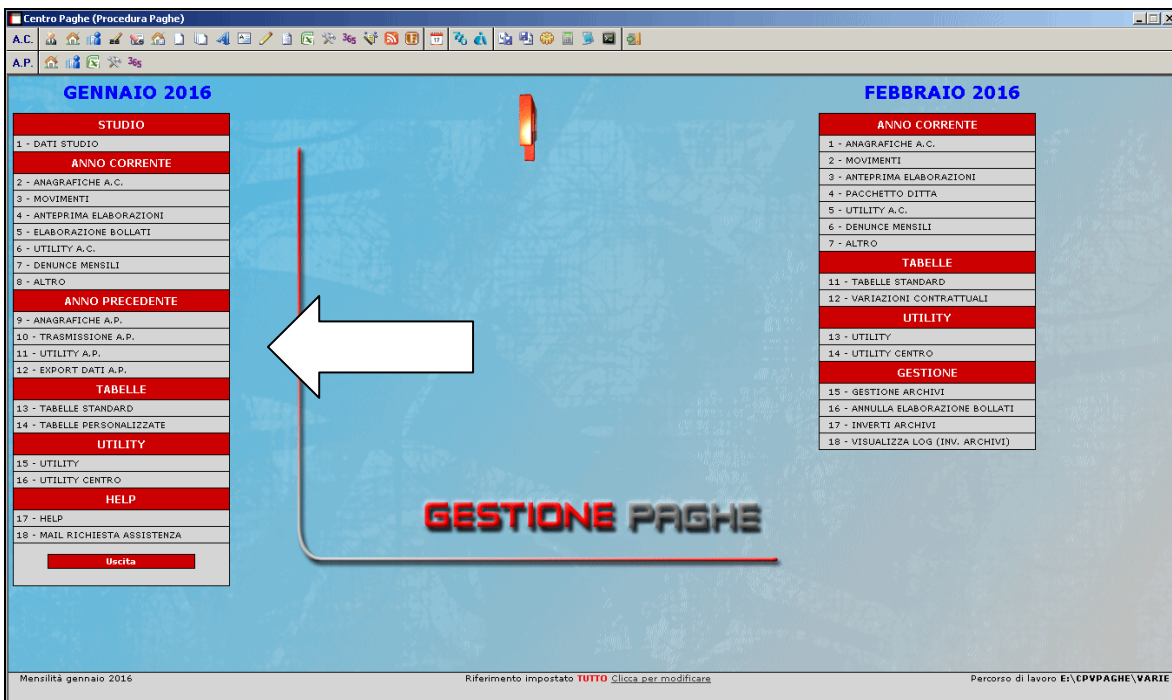 Centro Paghe (Procedura Paghe)
A.C.
A.P.
GENNAIO 2016
STUDIO
1 - DATI STUDIO
ANNO CORRENTE
2 - ANAGRAFICHE A.C.
3 - MOVIMENTI
4 - ANTEPRIMA ELABORAZIONI
5 - ELABORAZIONE BOLLATI
6 - UTILITY A.C.
7 - DENUNCE MENSILI
8 - ALTRO
ANNO PRECEDENTE
9 - ANAGRAFICHE A.P.
10 - TRASMISSIONE A.P.
11 - UTILITY A.P.
12 - EXPORT DATI A.P.
TABELLE
13 - TABELLE STANDARD
14 - TABELLE PERSONALIZZATE
UTILITY
15 - UTILITY
16 - UTILITY CENTRO
HELP
17 - HELP
18 - MAIL RICHIESTA ASSISTENZA
Uscita
GESTIONE PAGHE
FEBBRAIO 2016
ANNO CORRENTE
1 - ANAGRAFICHE A.C.
2 - MOVIMENTI
3 - ANTEPRIMA ELABORAZIONI
4 - PACCHETTO DITTA
5 - UTILITY A.C.
6 - DENUNCE MENSILI
7 - ALTRO
TABELLE
11 - TABELLE STANDARD
12 - VARIAZIONI CONTRATTUALI
UTILITY
13 - UTILITY
14 - UTILITY CENTRO
GESTIONE
15 - GESTIONE ARCHIVI
16 - ANNULLA ELABORAZIONE BOLLATI
17 - INVERTI ARCHIVI
18 - VISUALIZZA LOG (INV. ARCHIVI)
Mensilità gennaio 2016
Riferimento impostato TUTTO Clicca per modificare
Percorso di lavoro E:\CPVPAGHE\VARIE